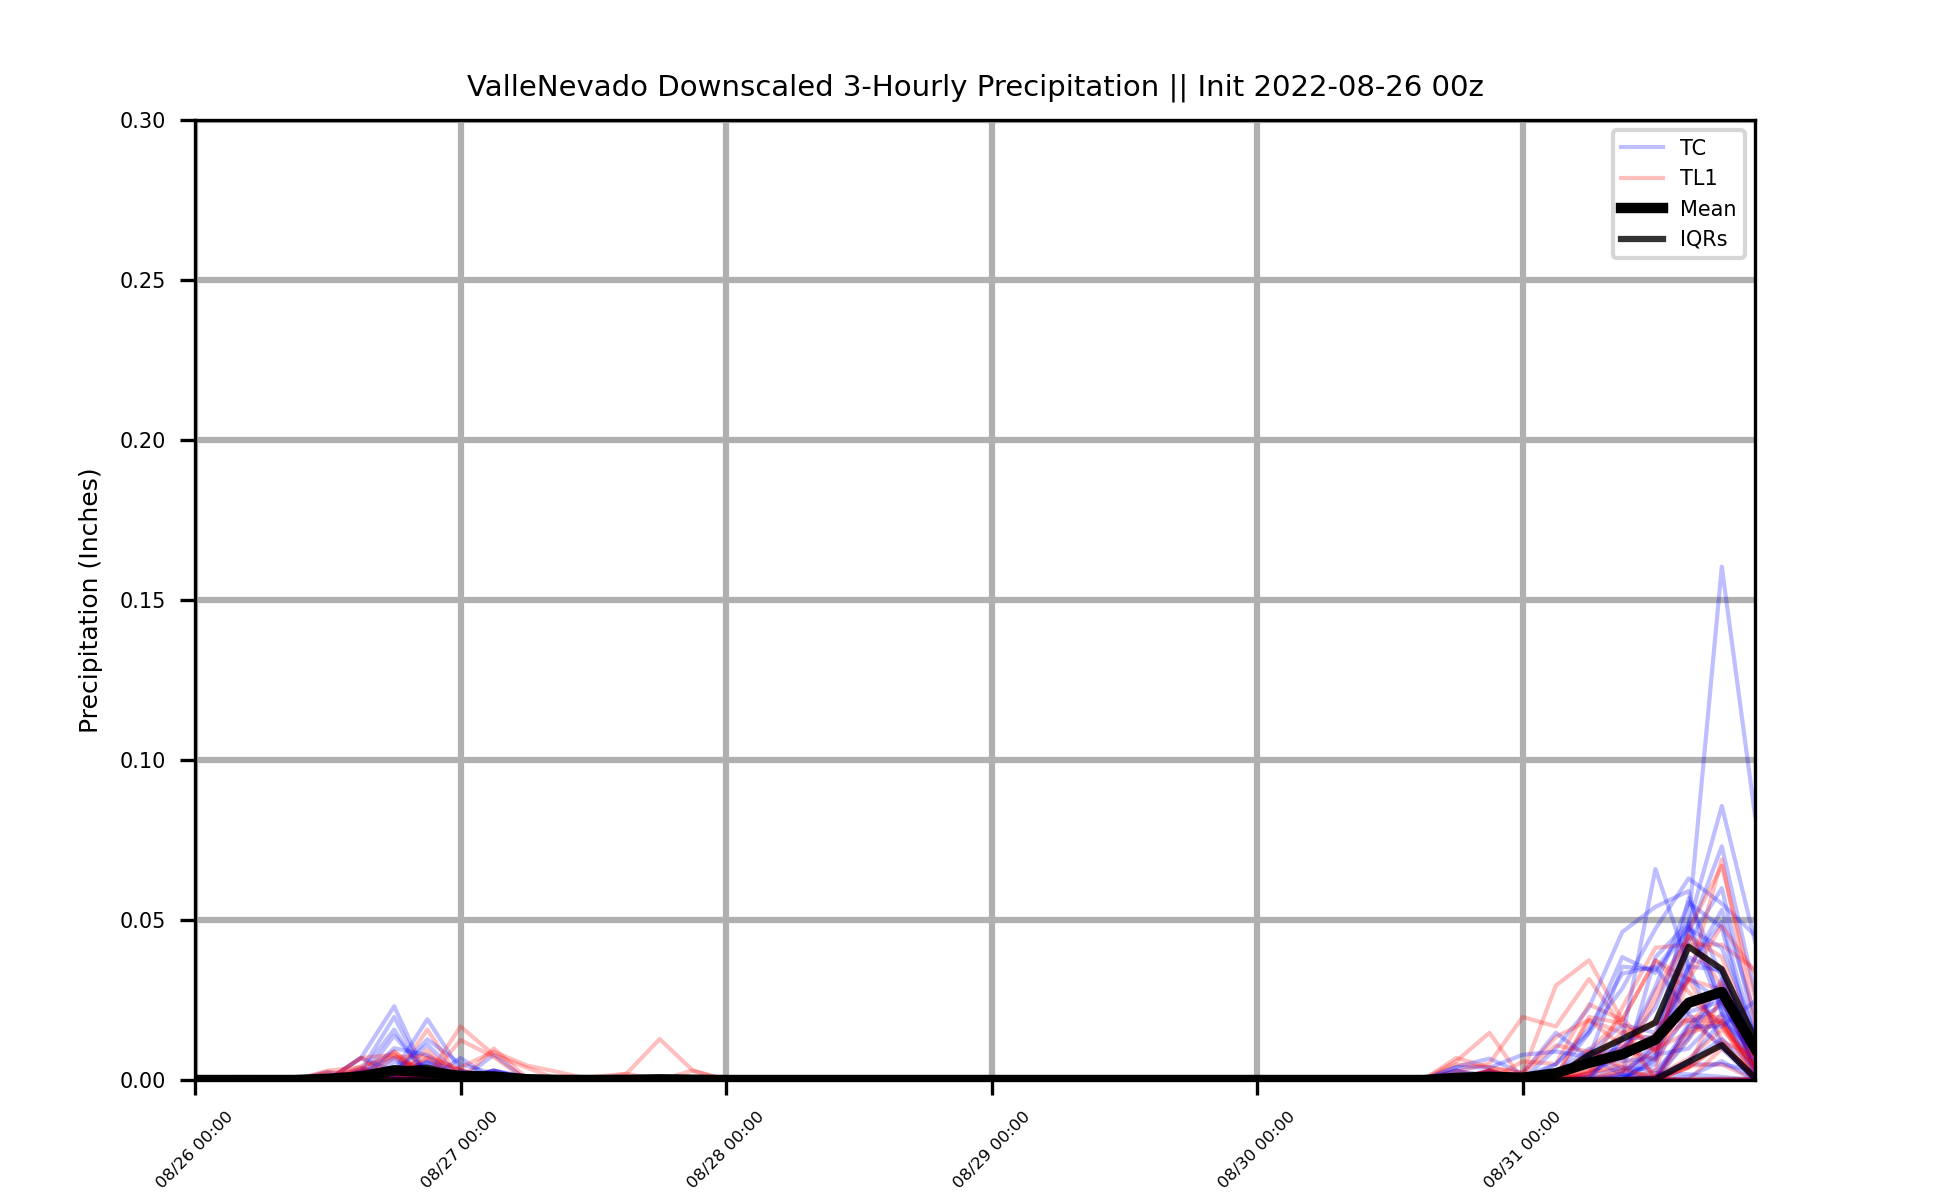 ValleNevado Downscaled 3-Hourly Precipitation || Init 2022-08-26 00z
Precipitation (Inches)
0.30
0.25
0.20
0.15
0.10
0.05
0.00
TC
TL1
Mean
IQRs
08/26 00:00
08/27 00:00
08/28 00:00
08/29 00:00
08/30 00:00
08/31 00:00